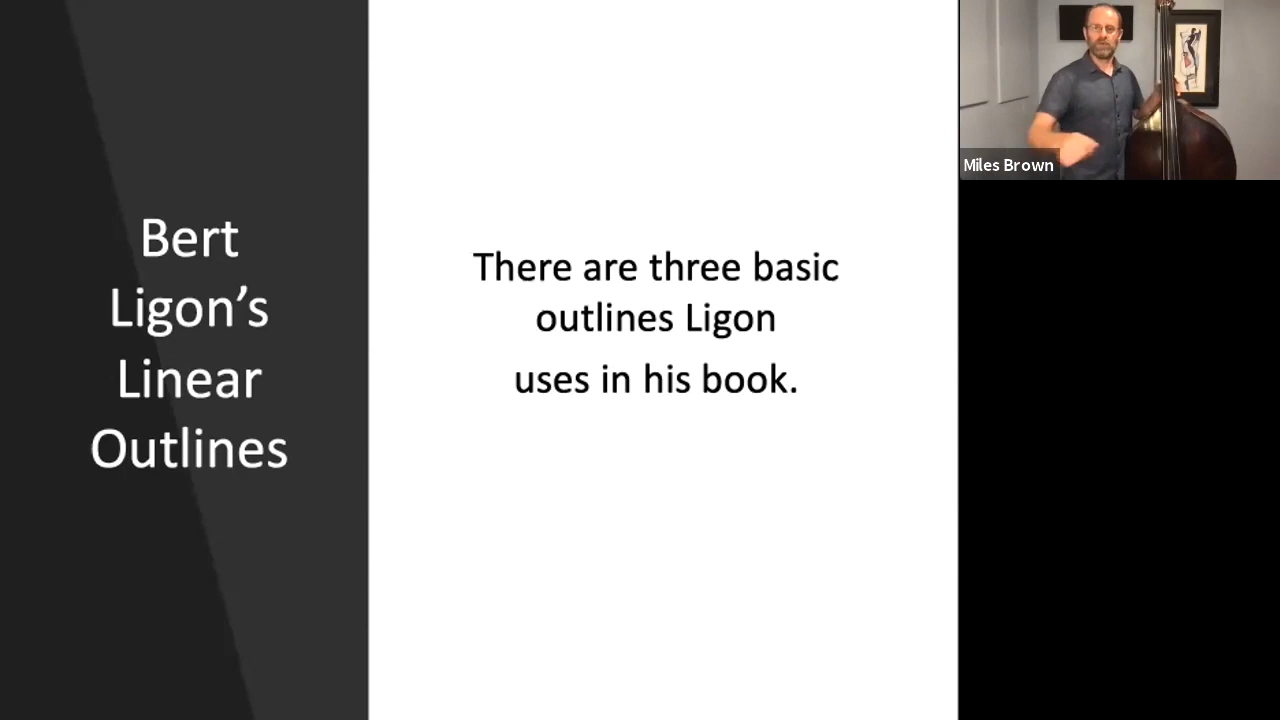 Bert
Ligon's
Linear
Outlines
There are three basic
outlines Ligon
uses in his book.
Miles Brown